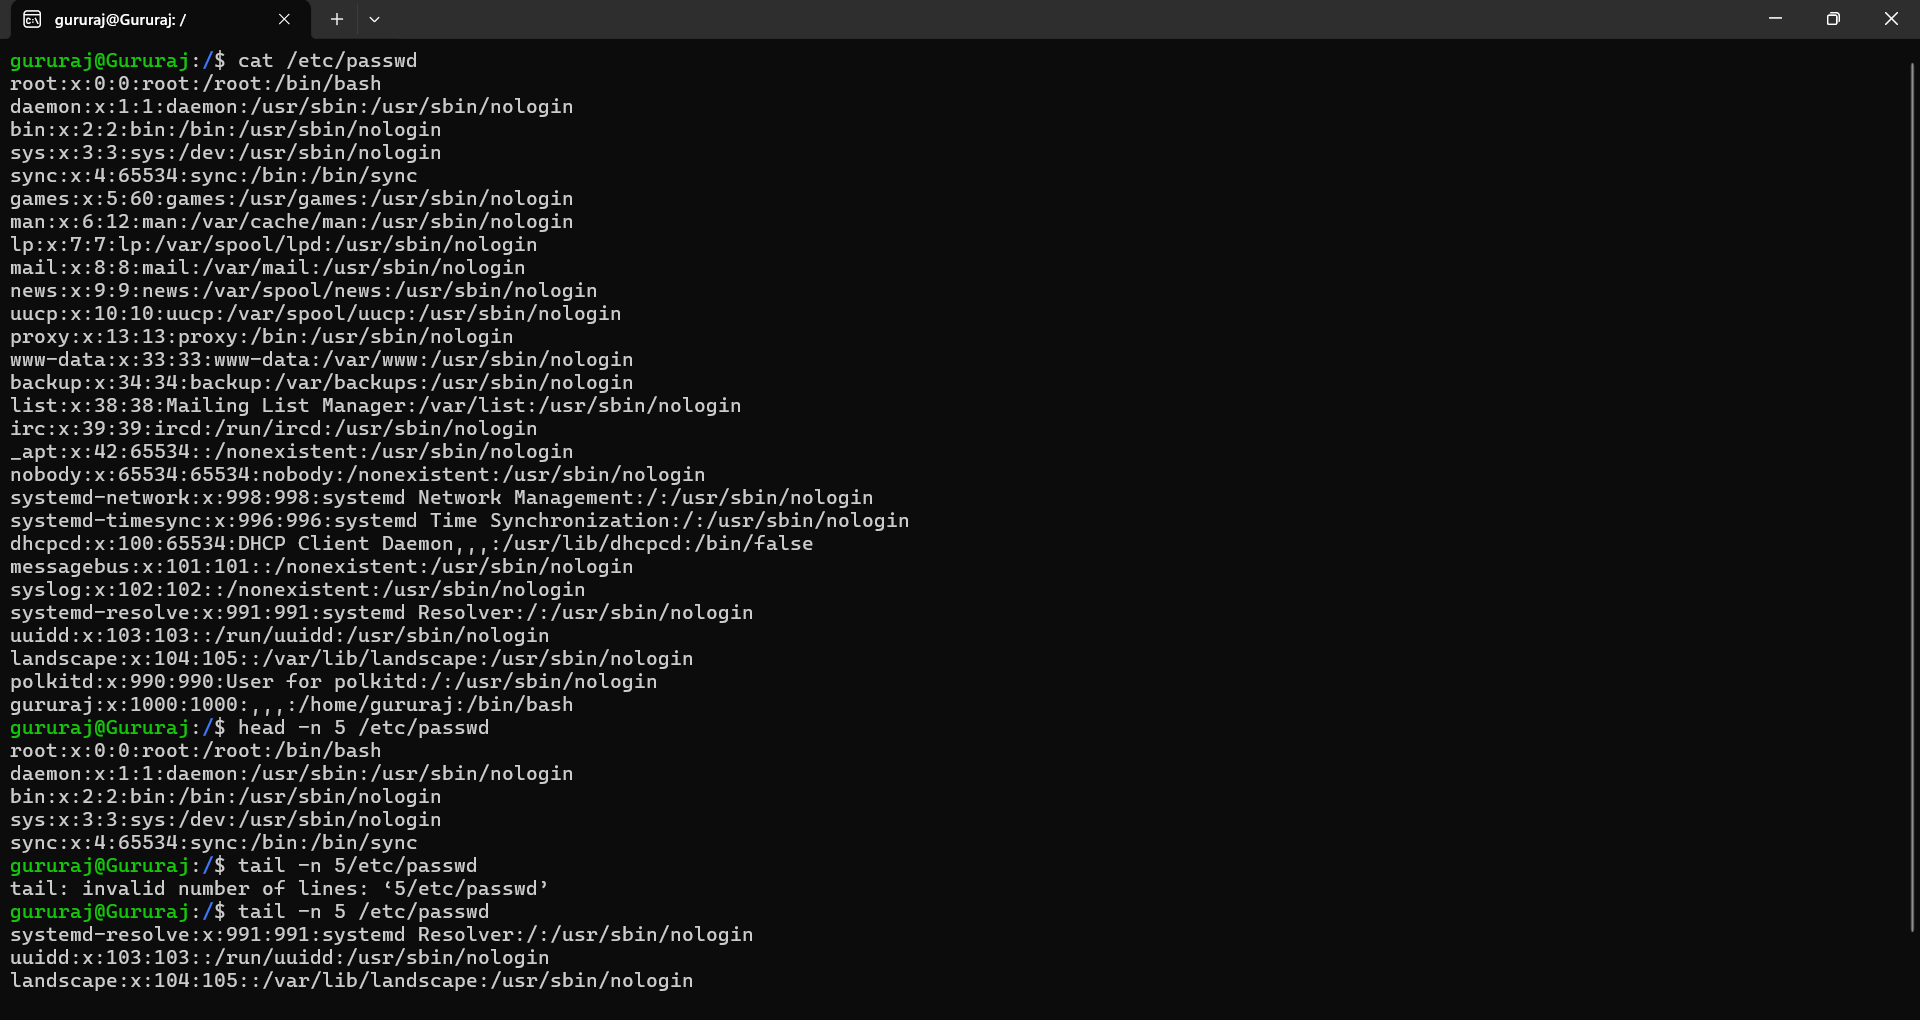 gururaj@Gururaj: /
gururaj@Gururaj:/$ cat /etc/passwd
root:x:0:0:root:/root:/bin/bash
daemon:x:1:1:daemon:/usr/sbin:/usr/sbin/nologin
bin:x:2:2:bin:/bin:/usr/sbin/nologin
sys:x:3:3:sys:/dev:/usr/sbin/nologin
sync:x:4:65534:sync:/bin:/bin/sync
games:x:5:60:games:/usr/games:/usr/sbin/nologin
man:x:6:12:man:/var/cache/man:/usr/sbin/nologin
lp:x:7:7:lp:/var/spool/lpd:/usr/sbin/nologin
mail:x:8:8:mail:/var/mail:/usr/sbin/nologin
news:x:9:9:news:/var/spool/news:/usr/sbin/nologin
uucp:x:10:10:uucp:/var/spool/uucp:/usr/sbin/nologin
proxy:x:13:13:proxy:/bin:/usr/sbin/nologin
www-data:x:33:33:www-data:/var/www:/usr/sbin/nologin
backup:x:34:34:backup:/var/backups:/usr/sbin/nologin
list:x:38:38:Mailing List Manager:/var/list:/usr/sbin/nologin
irc:x:39:39:ircd:/run/ircd:/usr/sbin/nologin
_apt:x:42:65534::/nonexistent:/usr/sbin/nologin
nobody:x:65534:65534:nobody:/nonexistent:/usr/sbin/nologin
systemd-network:x:998:998:systemd Network Management:/:/usr/sbin/nologin
systemd-timesync:x:996:996:systemd Time Synchronization:/:/usr/sbin/nologin
dhcpcd:x:100:65534:DHCP Client Daemon,,,:/usr/lib/dhcpcd:/bin/false
messagebus:x:101:101::/nonexistent:/usr/sbin/nologin
syslog:x:102:102::/nonexistent:/usr/sbin/nologin
systemd-resolve:x:991:991:systemd Resolver:/:/usr/sbin/nologin
uuidd:x:103:103::/run/uuidd:/usr/sbin/nologin
landscape:x:104:105::/var/lib/landscape:/usr/sbin/nologin
polkitd:x:990:990:User for polkitd:/:/usr/sbin/nologin
gururaj:x:1000:1000:,,,:/home/gururaj:/bin/bash
gururaj@Gururaj:/$ head -n 5 /etc/passwd
root:x:0:0:root:/root:/bin/bash
daemon:x:1:1:daemon:/usr/sbin:/usr/sbin/nologin
bin:x:2:2:bin:/bin:/usr/sbin/nologin
sys:x:3:3:sys:/dev:/usr/sbin/nologin
sync:x:4:65534:sync:/bin:/bin/sync
gururaj@Gururaj:/$ tail -n 5/etc/passwd
tail: invalid number of lines: ‘5/etc/passwd’
gururaj@Gururaj:/$ tail -n 5 /etc/passwd
systemd-resolve:x:991:991:systemd Resolver:/:/usr/sbin/nologin
uuidd:x:103:103::/run/uuidd:/usr/sbin/nologin
landscape:x:104:105::/var/lib/landscape:/usr/sbin/nologin